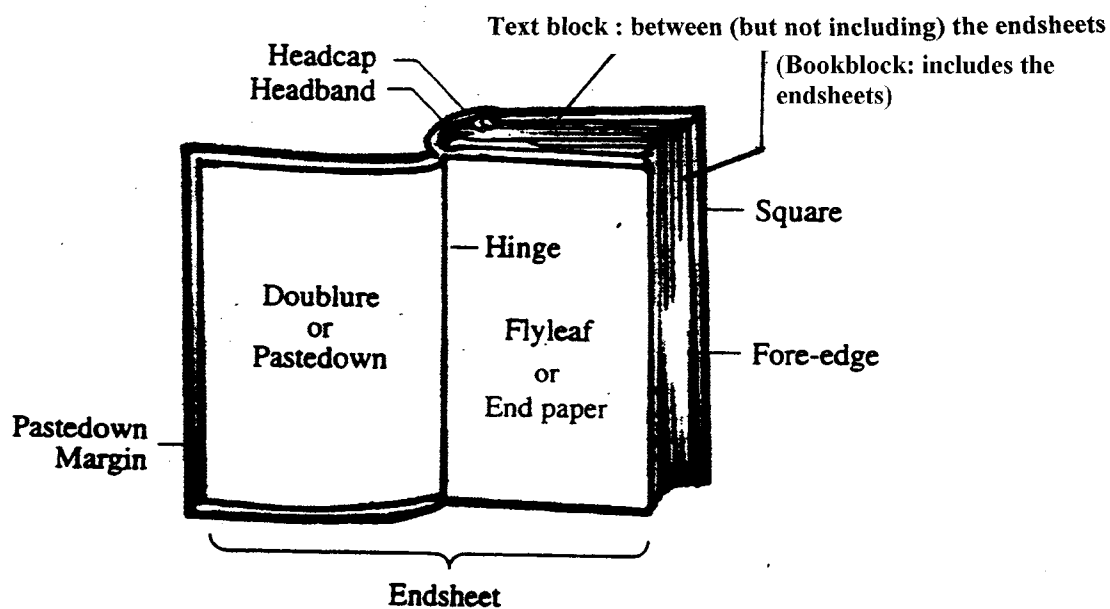 Text block : between (but not including) the endsheets
(Bookblock: includes the
endsheets)
Headcap
Headband
Square
Hinge
Doublure
or
Pastedown
Flyleaf
or
End paper
Fore-edge
Pastedown
Margin
Endsheet